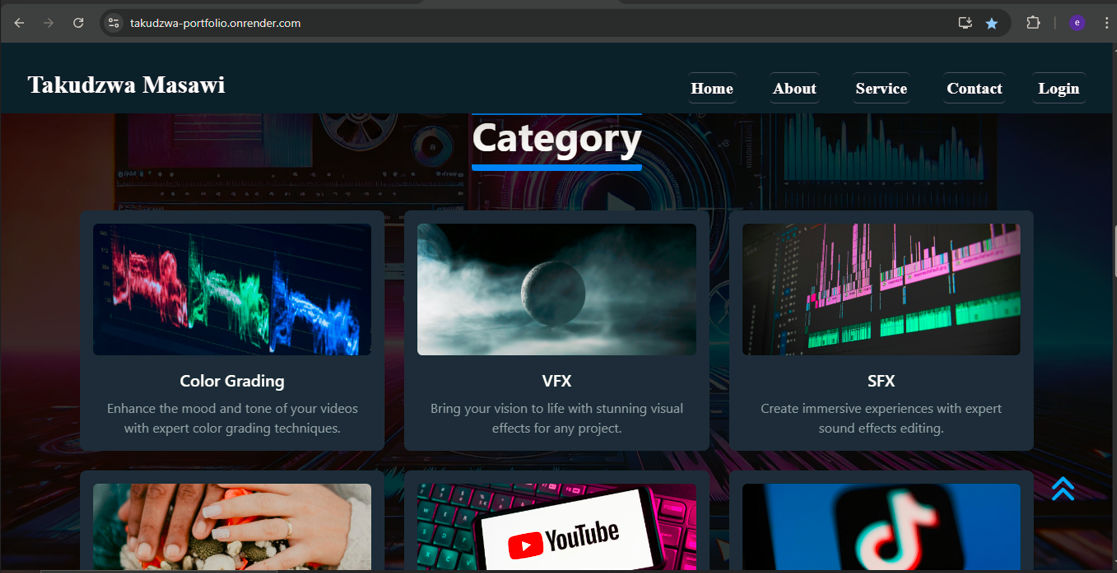 takudzwa-portfolio.onrender.com
e
Takudzwa Masawi
Home
About
Service
Contact
Login
Category
Color Grading
Enhance the mood and tone of your videos
with expert color grading techniques.
VFX
Bring your vision to life with stunning visual
effects for any project.
SFX
Create immersive experiences with expert
sound effects editing.
YouTube